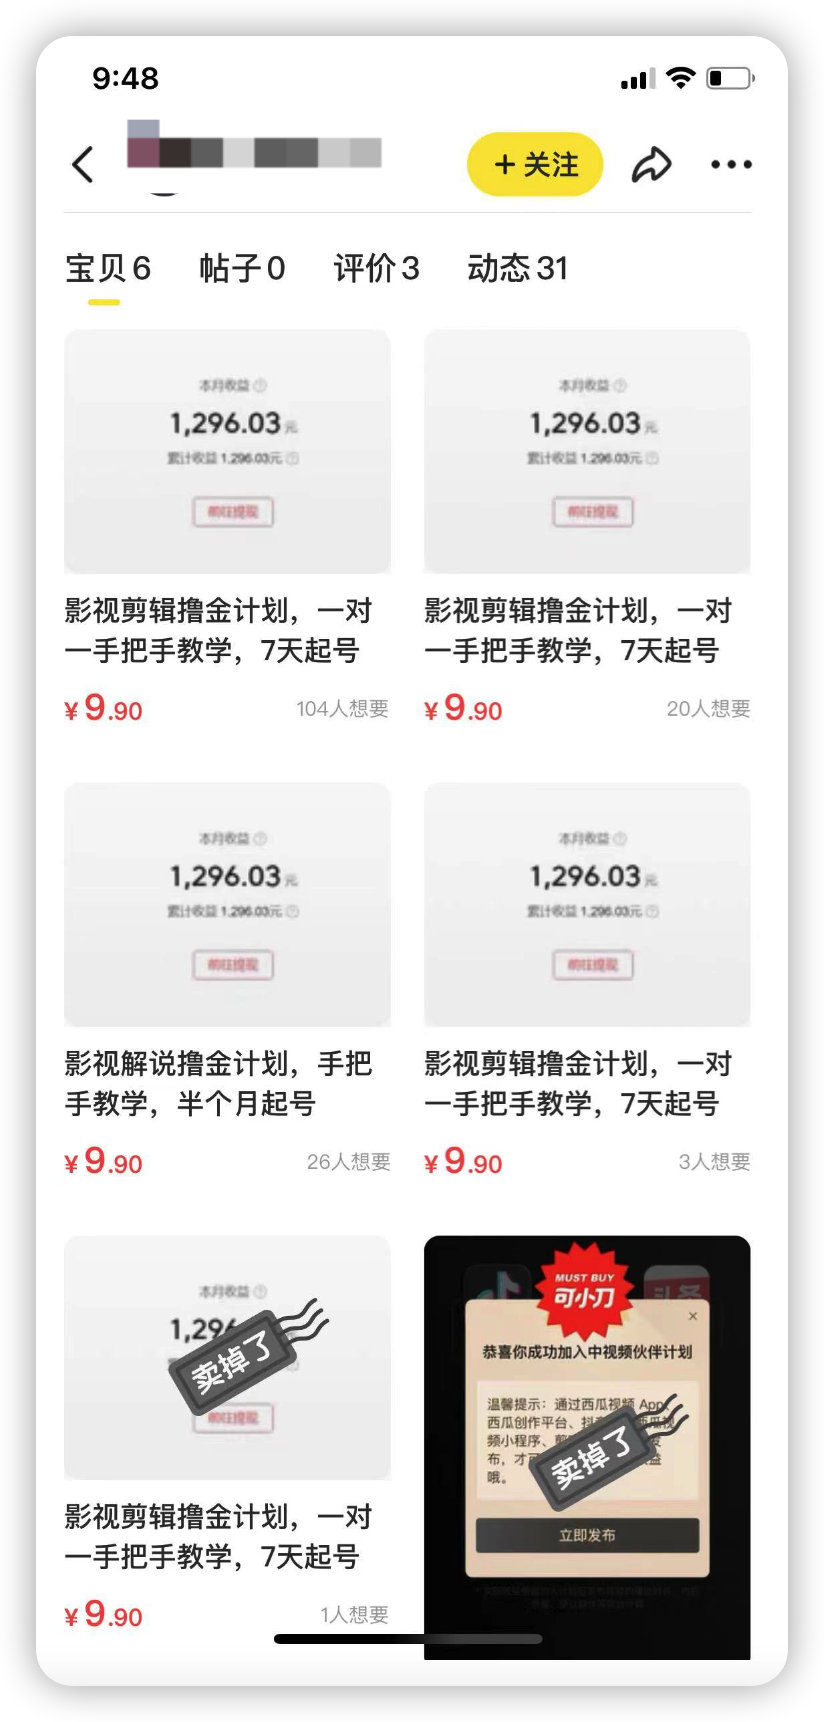 9:48
+ 关注
宝贝6 帖子0 评价3 动态31
本月收益
1,296.03元
累计收益 1,296.03元
前往提现
影视剪辑撸金计划，一对
一手把手教学，7天起号
¥9.90 104人想要
本月收益
1,296.03元
累计收益 1,296.03元
前往提现
影视剪辑撸金计划，一对
一手把手教学，7天起号
¥9.90 20人想要
本月收益
1,296.03元
累计收益 1,296.03元
前往提现
影视解说撸金计划，手把
手教学，半个月起号
¥9.90 26人想要
本月收益
1,296.03元
累计收益 1,296.03元
前往提现
影视剪辑撸金计划，一对
一手把手教学，7天起号
¥9.90 3人想要
本月收益
1,296
卖掉了
前往提现
影视剪辑撸金计划，一对
一手把手教学，7天起号
¥9.90 1人想要
MUST BUY
可小刀
头条
恭喜你成功加入中视频伙伴计划
温馨提示：通过西瓜视频 App、
西瓜创作平台、抖音 西瓜视
频小程序、剪 发
布，才可 益
哦。
卖掉了
立即发布